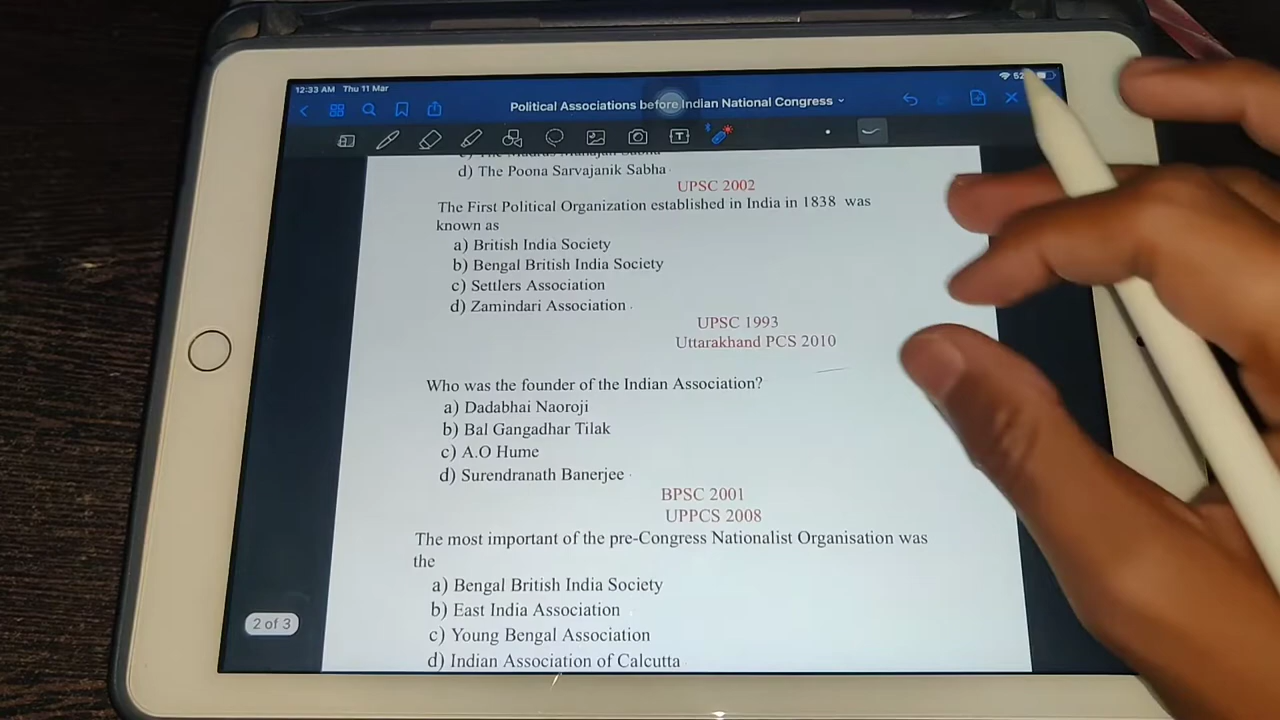 12:33 AM Thu 11 Mar
52
Political Associations before Indian National Congress
T
d) The Poona Sarvajanik Sabha
UPSC 2002
The First Political Organization established in India in 1838 was
known as
a) British India Society
b) Bengal British India Society
c) Settlers Association
d) Zamindari Association
UPSC 1993
Uttarakhand PCS 2010
Who was the founder of the Indian Association?
a) Dadabhai Naoroji
b) Bal Gangadhar Tilak
c) A.O Hume
d) Surendranath Banerjee
BPSC 2001
UPPCS 2008
The most important of the pre-Congress Nationalist Organisation was
the
a) Bengal British India Society
b) East India Association
c) Young Bengal Association
d) Indian Association of Calcutta
2 of 3